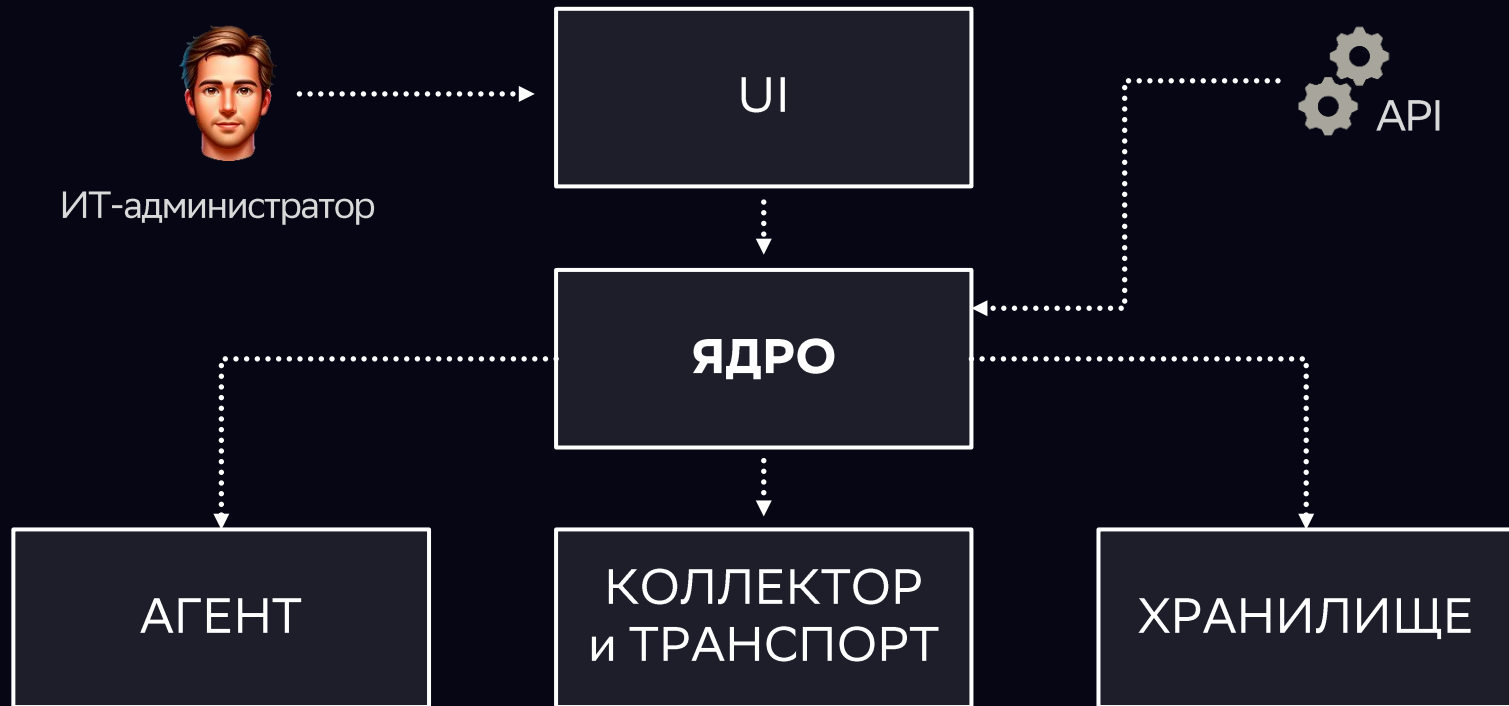 UI
API
ИТ-администратор
ЯДРО
АГЕНТ
КОЛЛЕКТОР
и ТРАНСПОРТ
ХРАНИЛИЩЕ